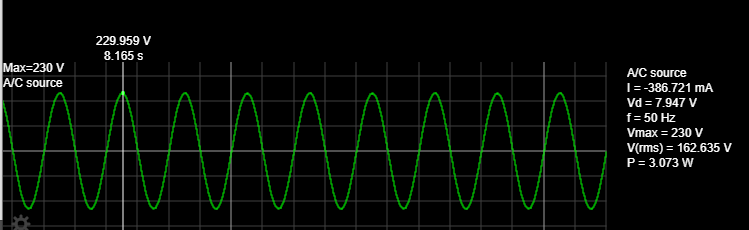 229.959 V
8.165 s
Max=230 V
A/C source
A/C source
I = -386.721 mA
Vd = 7.947 V
f = 50 Hz
Vmax = 230 V
V(rms) = 162.635 V
P = 3.073 W